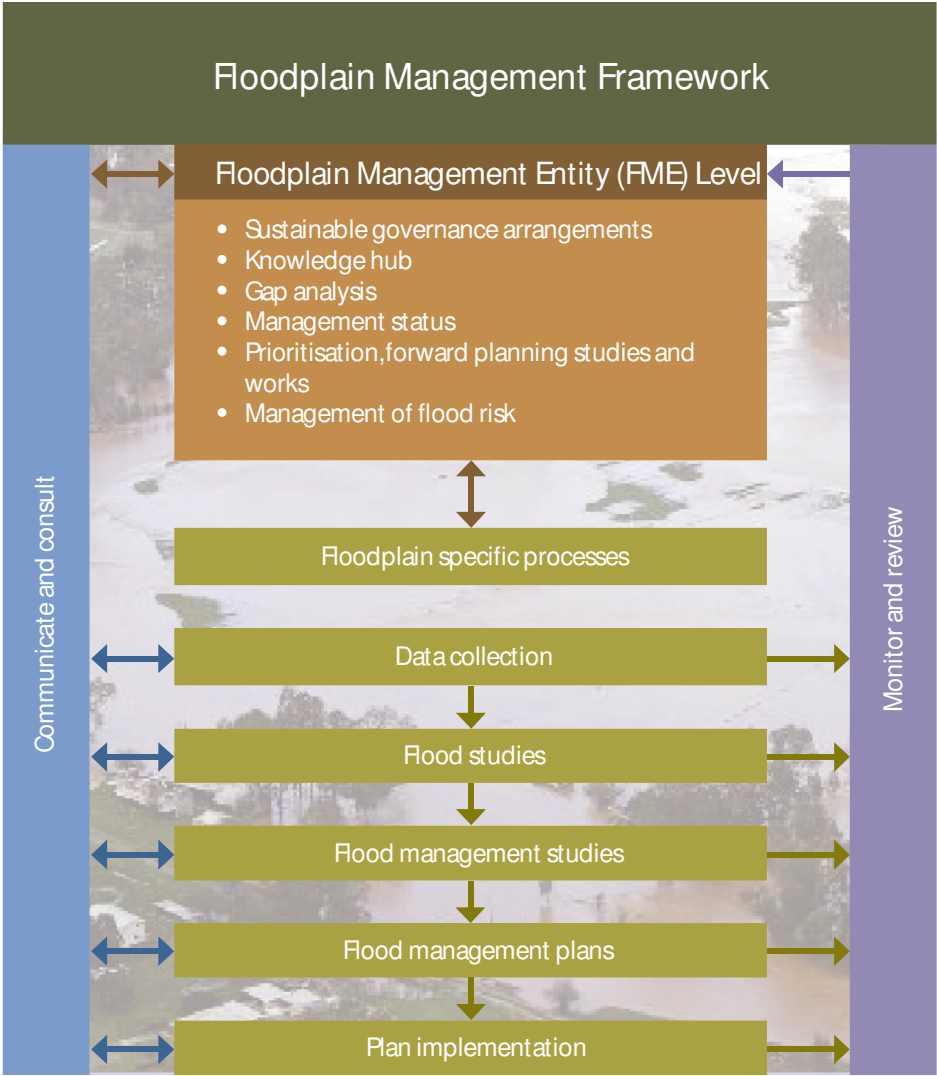 Floodplain Management Framework
Floodplain Management Entity (FME) Level
• Sustainable governance arrangements
• Knowledge hub
• Gap analysis
• Management status
• Prioritisation, forward planning studies and
works
• Management of flood risk
Communicate and consult
Monitor and review
Floodplain specific processes
Data collection
Flood studies
Flood management studies
Flood management plans
Plan implementation